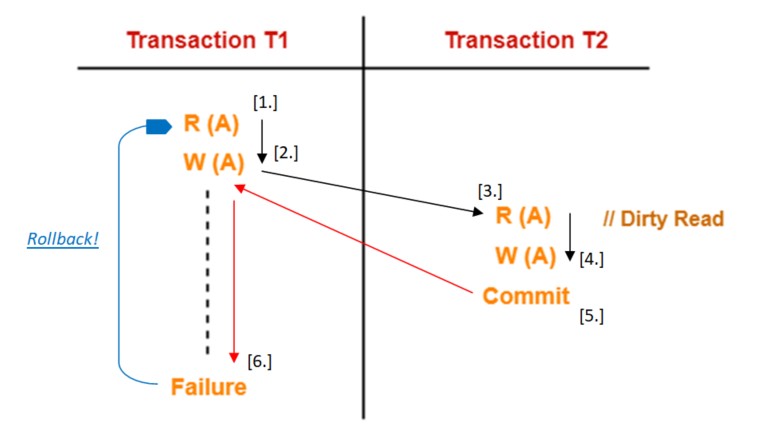 Transaction T1
Transaction T2
[1.]
R (A)
W (A)
[2.]
[3.]
R (A)
// Dirty Read
W (A)
[4.]
Commit
[5.]
Rollback!
[6.]
Failure